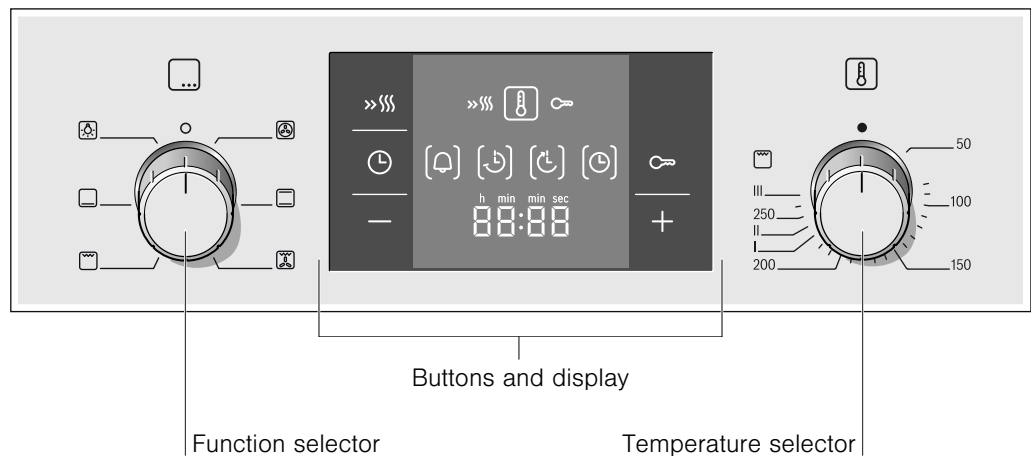 h min min sec
88:88
50
100
150
200
I
II
250
III
Buttons and display
Function selector
Temperature selector